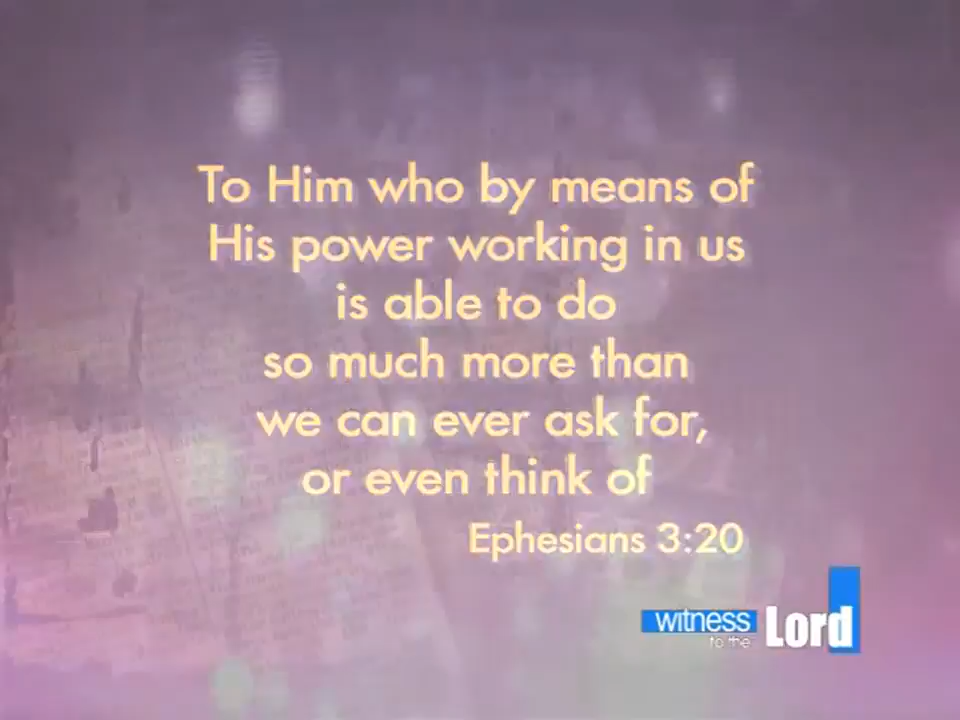 To Him who by means of
His power working in us
is able to do
so much more than
we can ever ask for,
or even think of
Ephesians 3:20
witness
to the
Lord